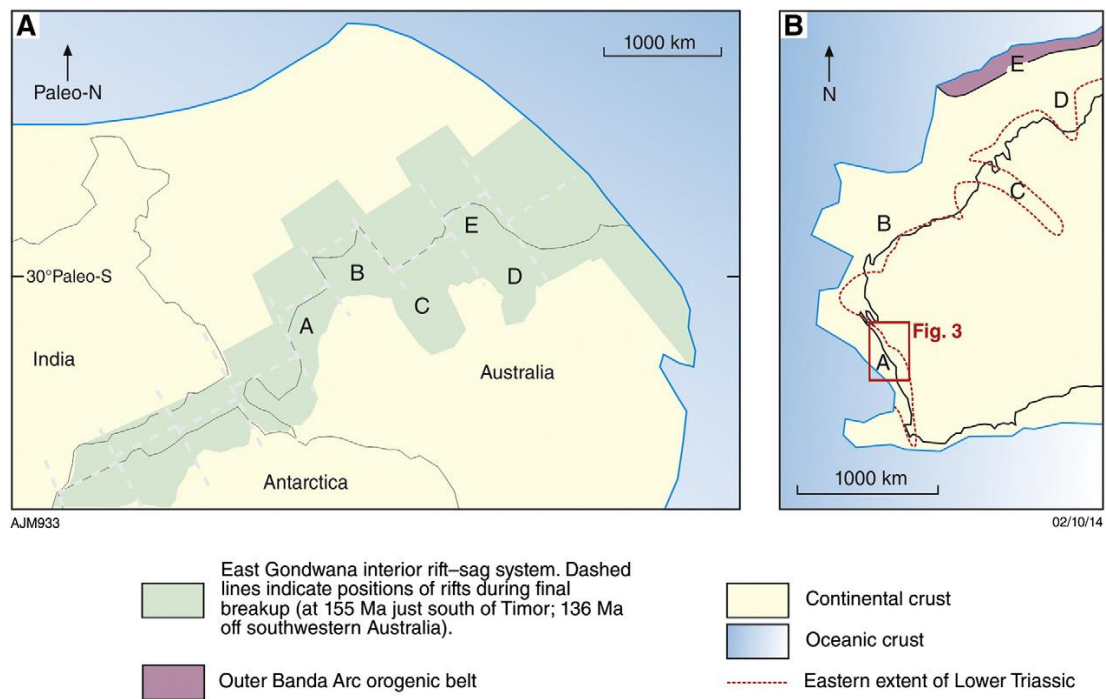 A
1000 km
Paleo-N
30°Paleo-S
E
B
D
C
A
India
Australia
Antarctica
AJM933
B
N
E
D
C
B
Fig. 3
A
1000 km
02/10/14
East Gondwana interior rift–sag system. Dashed
lines indicate positions of rifts during final
breakup (at 155 Ma just south of Timor; 136 Ma
off southwestern Australia).
Outer Banda Arc orogenic belt
Continental crust
Oceanic crust
Eastern extent of Lower Triassic